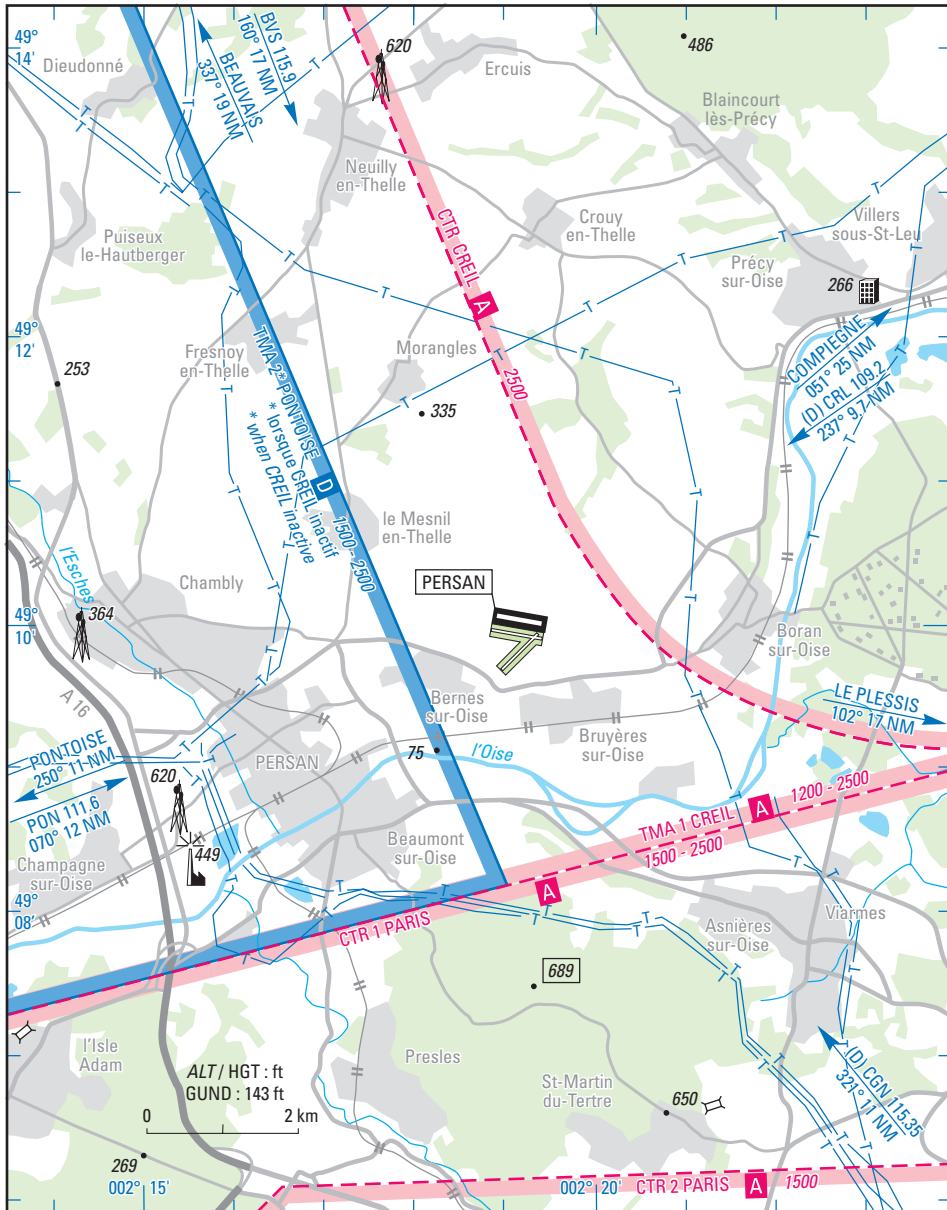 49°
14'
Dieudonné
BVS 115.9
160° 17 NM
BEAUVAIS
337° 19 NM
620
486
Ercuis
Blaincourt
lès-Précy
Neuilly
en-Thelle
Crouy
en-Thelle
Villers
sous-St-Leu
Puiseux
le-Hautberger
CTR CREIL
A
2500
Précy
sur-Oise
266
49°
12'
253
Fresnoy
en-Thelle
Morangles
335
COMPIEGNE
051° 25 NM
(D) CRL 109.2
237° 9.7 NM
TMA 2* PONTOISE
D
1500 - 2500
* lorsque CREIL inactif
* when CREIL inactive
le Mesnil
en-Thelle
l'Esches
Chambly
PERSAN
49°
10'
364
Boran
sur-Oise
A 16
Bernes
sur-Oise
LE PLESSIS
102° 17 NM
Bruyères
sur-Oise
75
l'Oise
PONTOISE
250° 11 NM
PON 111.6
070° 12 NM
620
PERSAN
TMA 1 CREIL
A
1200 - 2500
1500 - 2500
449
Champagne
sur-Oise
Beaumont
sur-Oise
A
49°
08'
CTR 1 PARIS
Asnières
sur-Oise
Viarmes
689
l'Isle
Adam
ALT / HGT : ft
GUND : 143 ft
0 2 km
Presles
St-Martin
du-Tertre
650
(D) CGN 115.35
321° 11 NM
269
002° 15'
002° 20'
CTR 2 PARIS
A
1500